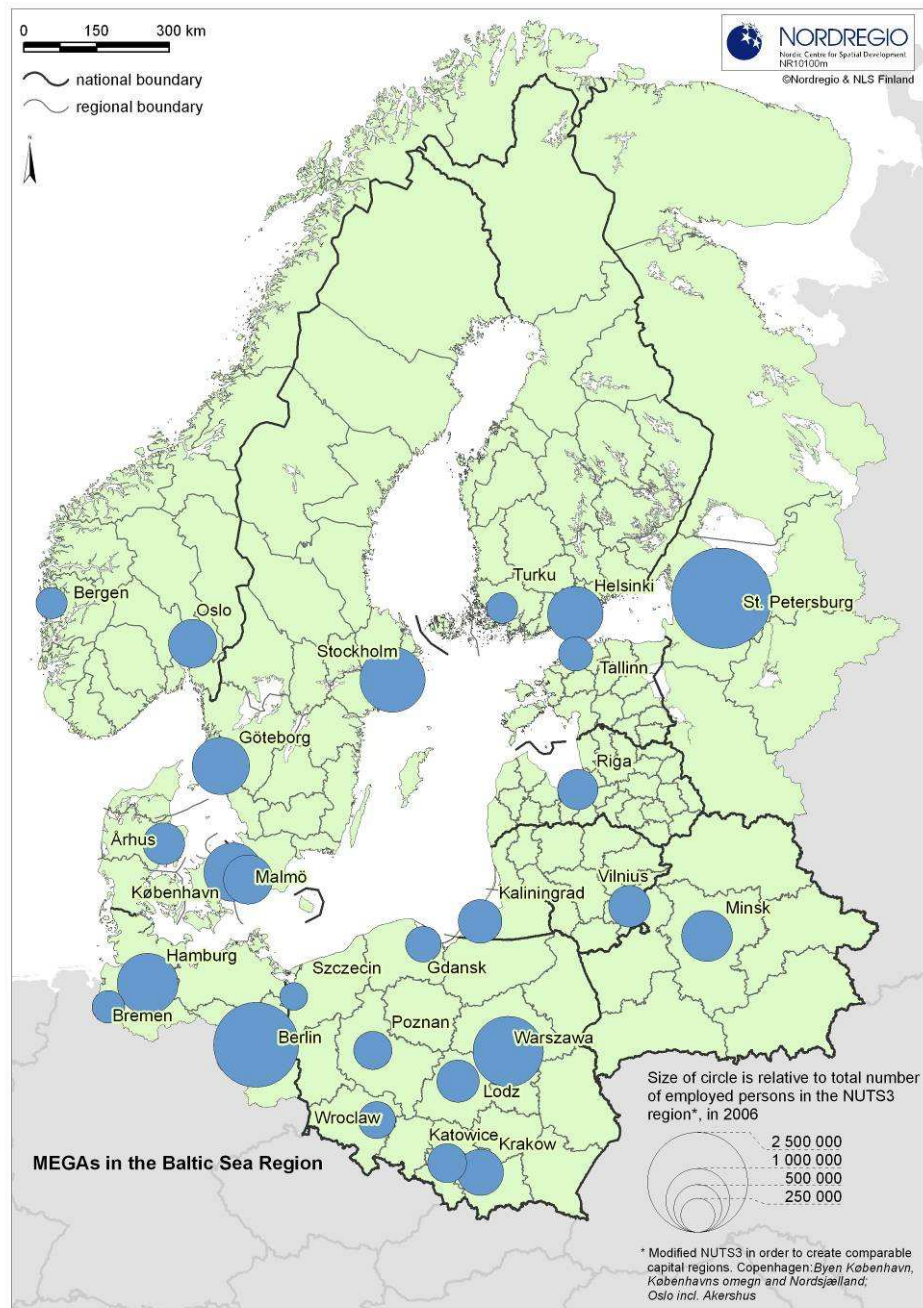 0 150 300 km
national boundary
regional boundary
N
NORDREGIO
Nordic Centre for Spatial Development
NR10100m
©Nordregio & NLS Finland
Bergen
Oslo
Turku
Helsinki
St. Petersburg
Stockholm
Tallinn
Göteborg
Riga
Århus
København
Malmö
Kaliningrad
Vilnius
Minsk
Hamburg
Szczecin
Gdansk
Bremen
Berlin
Poznan
Warszawa
Lodz
Wroclaw
Katowice
Krakow
MEGAs in the Baltic Sea Region
Size of circle is relative to total number
of employed persons in the NUTS3
region*, in 2006
2 500 000
1 000 000
500 000
250 000
* Modified NUTS3 in order to create comparable
capital regions. Copenhagen:Byen København,
Københavns omegn and Nordsjælland;
Oslo incl. Akershus